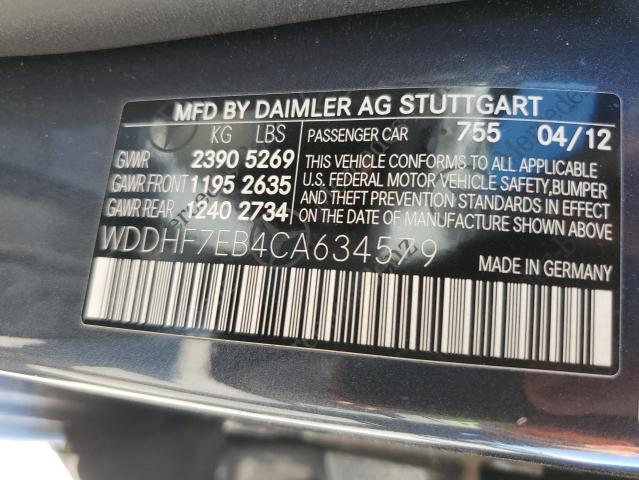 MFD BY DAIMLER AG STUTTGART
KG LBS PASSENGER CAR 755 04/12
GVWR 2390 5269
GAWR FRONT 1195 2635
GAWR REAR 1240 2734
THIS VEHICLE CONFORMS TO ALL APPLICABLE
U.S. FEDERAL MOTOR VEHICLE SAFETY, BUMPER
AND THEFT PREVENTION STANDARDS IN
EFFECT ON THE DATE OF MANUFACTURE SHOWN ABOVE
WDDHF7EB4CA634579
MADE IN GERMANY